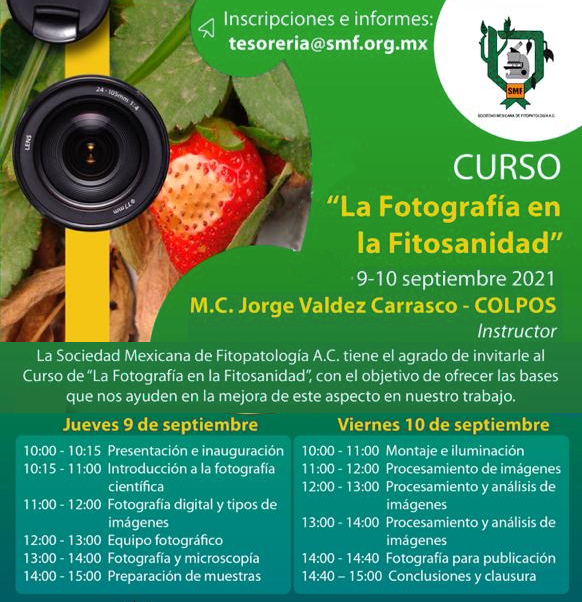 Inscripciones e informes:
tesoreria@smf.org.mx
SMF
SOCIEDAD MEXICANA DE FITOPATOLOGÍA A.C.
24 - 105mm 1:4
LENS
Ø77mm
CURSO
“La Fotografía en
la Fitosanidad”
9-10 septiembre 2021
M.C. Jorge Valdez Carrasco - COLPOS
Instructor
La Sociedad Mexicana de Fitopatología A.C. tiene el agrado de invitarle al
Curso de “La Fotografía en la Fitosanidad”, con el objetivo de ofrecer las bases
que nos ayuden en la mejora de este aspecto en nuestro trabajo.
Jueves 9 de septiembre
10:00 - 10:15 Presentación e inauguración
10:15 - 11:00 Introducción a la fotografía
científica
11:00 - 12:00 Fotografía digital y tipos de
imágenes
12:00 - 13:00 Equipo fotográfico
13:00 - 14:00 Fotografía y microscopía
14:00 - 15:00 Preparación de muestras
Viernes 10 de septiembre
10:00 - 11:00 Montaje e iluminación
11:00 - 12:00 Procesamiento de imágenes
12:00 - 13:00 Procesamiento y análisis de
imágenes
13:00 - 14:00 Procesamiento y análisis de
imágenes
14:00 - 14:40 Fotografía para publicación
14:40 – 15:00 Conclusiones y clausura